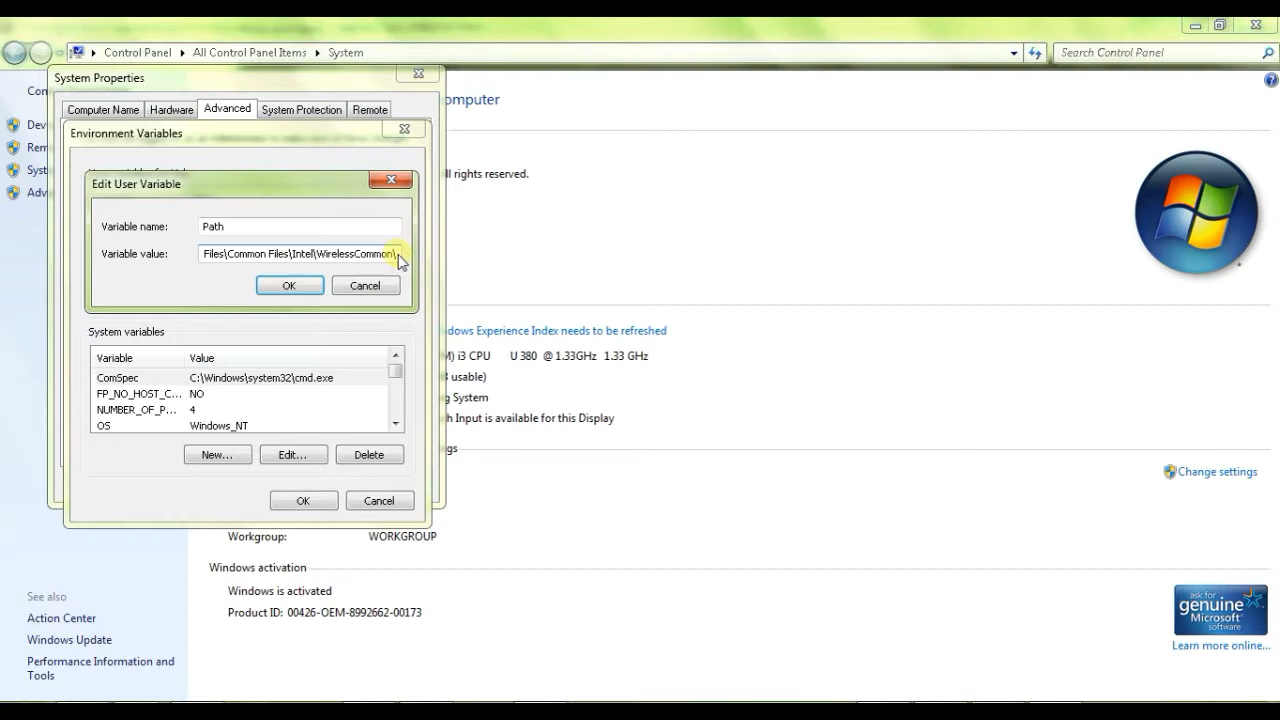 Control Panel
All Control Panel Items
System
Search Control Panel
System Properties
Computer Name
Hardware
Advanced
System Protection
Remote
Environment Variables
Edit User Variable
Variable name:
Path
Variable value:
Files\Common Files\Intel\WirelessCommon\
OK
Cancel
System variables
Variable
Value
ComSpec
C:\Windows\system32\cmd.exe
FP_NO_HOST_C...
NO
NUMBER_OF_P...
4
OS
Windows_NT
New...
Edit...
Delete
OK
Cancel
Con
Dev
Rem
Syst
Adv
omputer
ll rights reserved.
dows Experience Index needs to be refreshed
M) i3 CPU U 380 @ 1.33GHz 1.33 GHz
usable)
g System
h Input is available for this Display
gs
Change settings
Workgroup:
WORKGROUP
Windows activation
Windows is activated
Product ID: 00426-OEM-8992662-00173
See also
Action Center
Windows Update
Performance Information and
Tools
ask for
genuine
Microsoft
software
Learn more online...